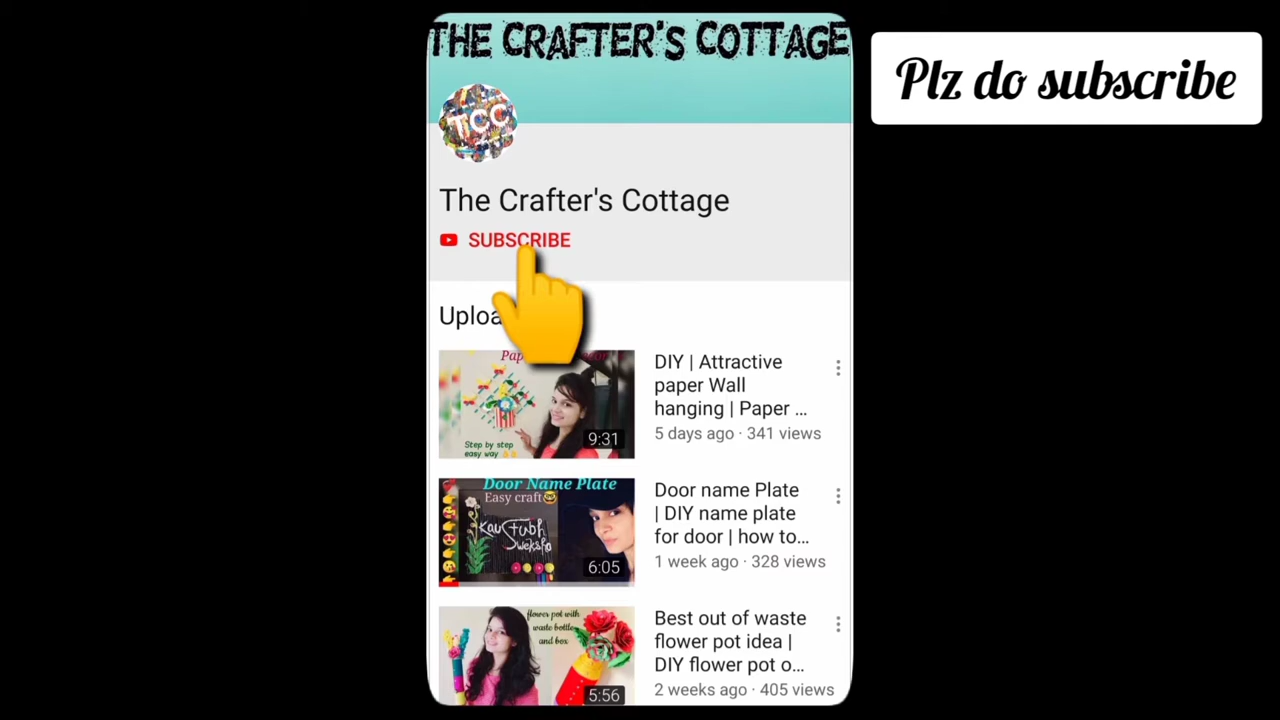 THE CRAFTER'S COTTAGE
Plz do subscribe
TCC
The Crafter's Cottage
SUBSCRIBE
Step by step
easy way
9:31
DIY | Attractive
paper Wall
hanging | Paper ...
5 days ago · 341 views
Door Name Plate
Easy craft
Kaustubh
Sweksha
6:05
Door name Plate
| DIY name plate
for door | how to...
1 week ago · 328 views
flower pot with
waste bottle
and box
5:56
Best out of waste
flower pot idea |
DIY flower pot o...
2 weeks ago · 405 views